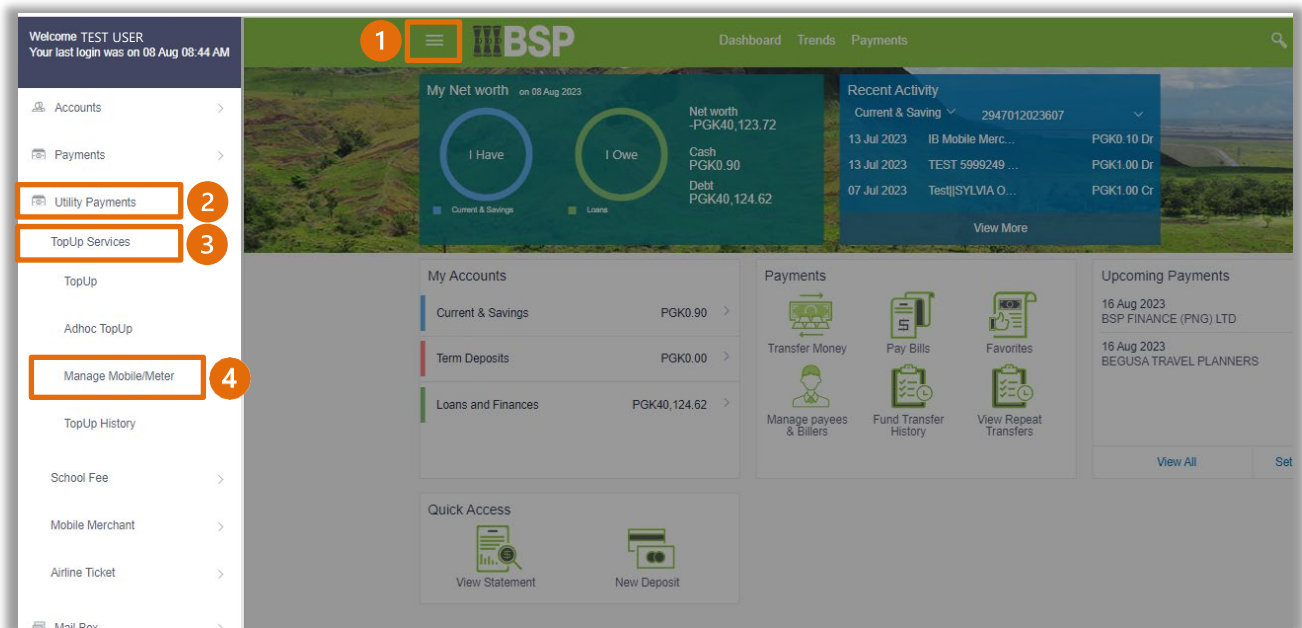 Welcome TEST USER
Your last login was on 08 Aug 08:44 AM
Accounts
Payments
Utility Payments
2
TopUp Services
3
TopUp
Adhoc TopUp
Manage Mobile/Meter
4
TopUp History
School Fee
Mobile Merchant
Airline Ticket
Mail Box
1
BSP
Dashboard Trends Payments
My Net worth on 08 Aug 2023
I Have
I Owe
Current & Savings
Loans
Net worth
-PGK40,123.72
Cash
PGK0.90
Debt
PGK40,124.62
Recent Activity
Current & Saving 2947012023607
13 Jul 2023 IB Mobile Merc... PGK0.10 Dr
13 Jul 2023 TEST 5999249 ... PGK1.00 Dr
07 Jul 2023 Test||SYLVIA O... PGK1.00 Cr
View More
My Accounts
Current & Savings PGK0.90
Term Deposits PGK0.00
Loans and Finances PGK40,124.62
Payments
Transfer Money
Pay Bills
Favorites
Manage payees
& Billers
Fund Transfer
History
View Repeat
Transfers
Upcoming Payments
16 Aug 2023
BSP FINANCE (PNG) LTD
16 Aug 2023
BEGUSA TRAVEL PLANNERS
View All Set
Quick Access
View Statement
New Deposit